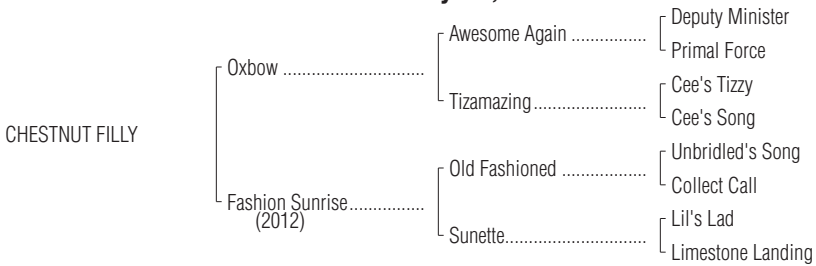 Deputy Minister
Awesome Again ................
Primal Force
Oxbow .............................
Cee's Tizzy
Tizamazing........................
Cee's Song
CHESTNUT FILLY
Unbridled's Song
Old Fashioned ..................
Collect Call
Fashion Sunrise................
(2012)
Lil's Lad
Sunette..............................
Limestone Landing